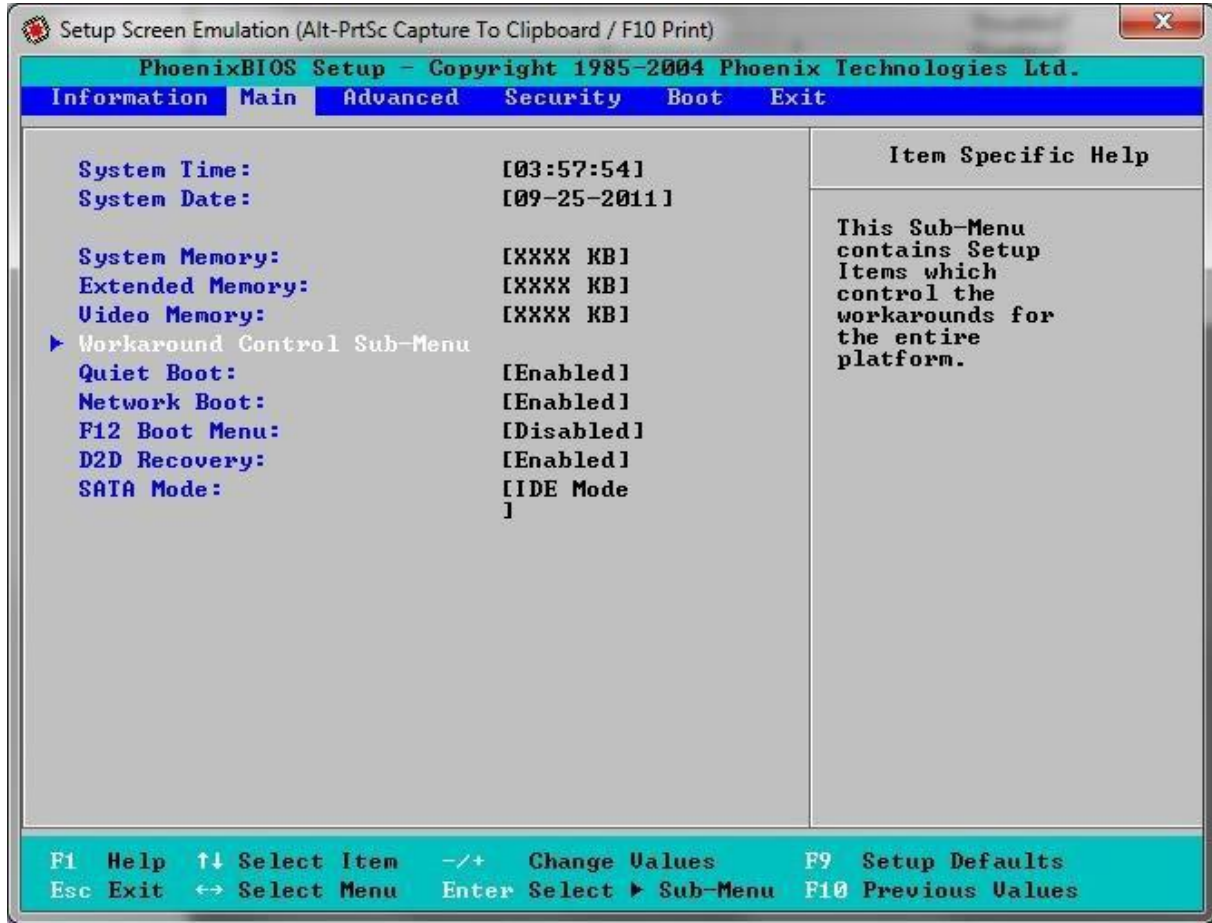 Setup Screen Emulation (Alt-PrtSc Capture To Clipboard / F10 Print)
PhoenixBIOS Setup - Copyright 1985-2004 Phoenix Technologies Ltd.
Information Main Advanced Security Boot Exit
System Time: [03:57:54]
System Date: [09-25-2011]
System Memory: [XXXX KB]
Extended Memory: [XXXX KB]
Video Memory: [XXXX KB]
Workaround Control Sub-Menu
Quiet Boot: [Enabled]
Network Boot: [Enabled]
F12 Boot Menu: [Disabled]
D2D Recovery: [Enabled]
SATA Mode: [IDE Mode
]
Item Specific Help
This Sub-Menu
contains Setup
Items which
control the
workarounds for
the entire
platform.
F1 Help ↑↓ Select Item -/+ Change Values F9 Setup Defaults
Esc Exit ↔ Select Menu Enter Select ▶ Sub-Menu F10 Previous Values